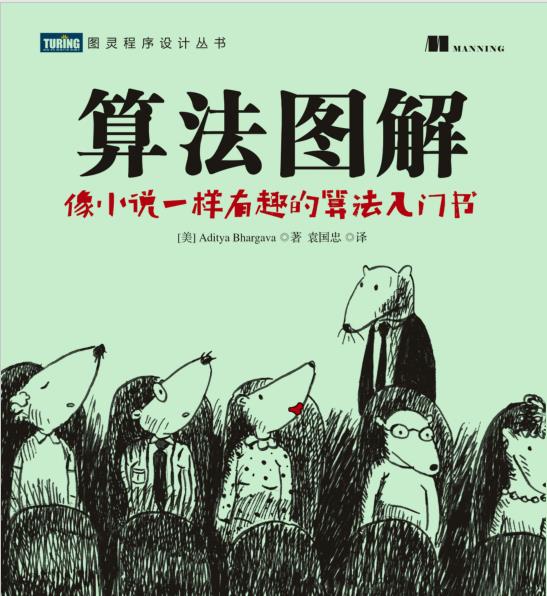 TURING 图灵程序设计丛书
MANNING
算法图解
像小说一样有趣的算法入门书
[美] Aditya Bhargava ◎著 袁国忠 ◎译